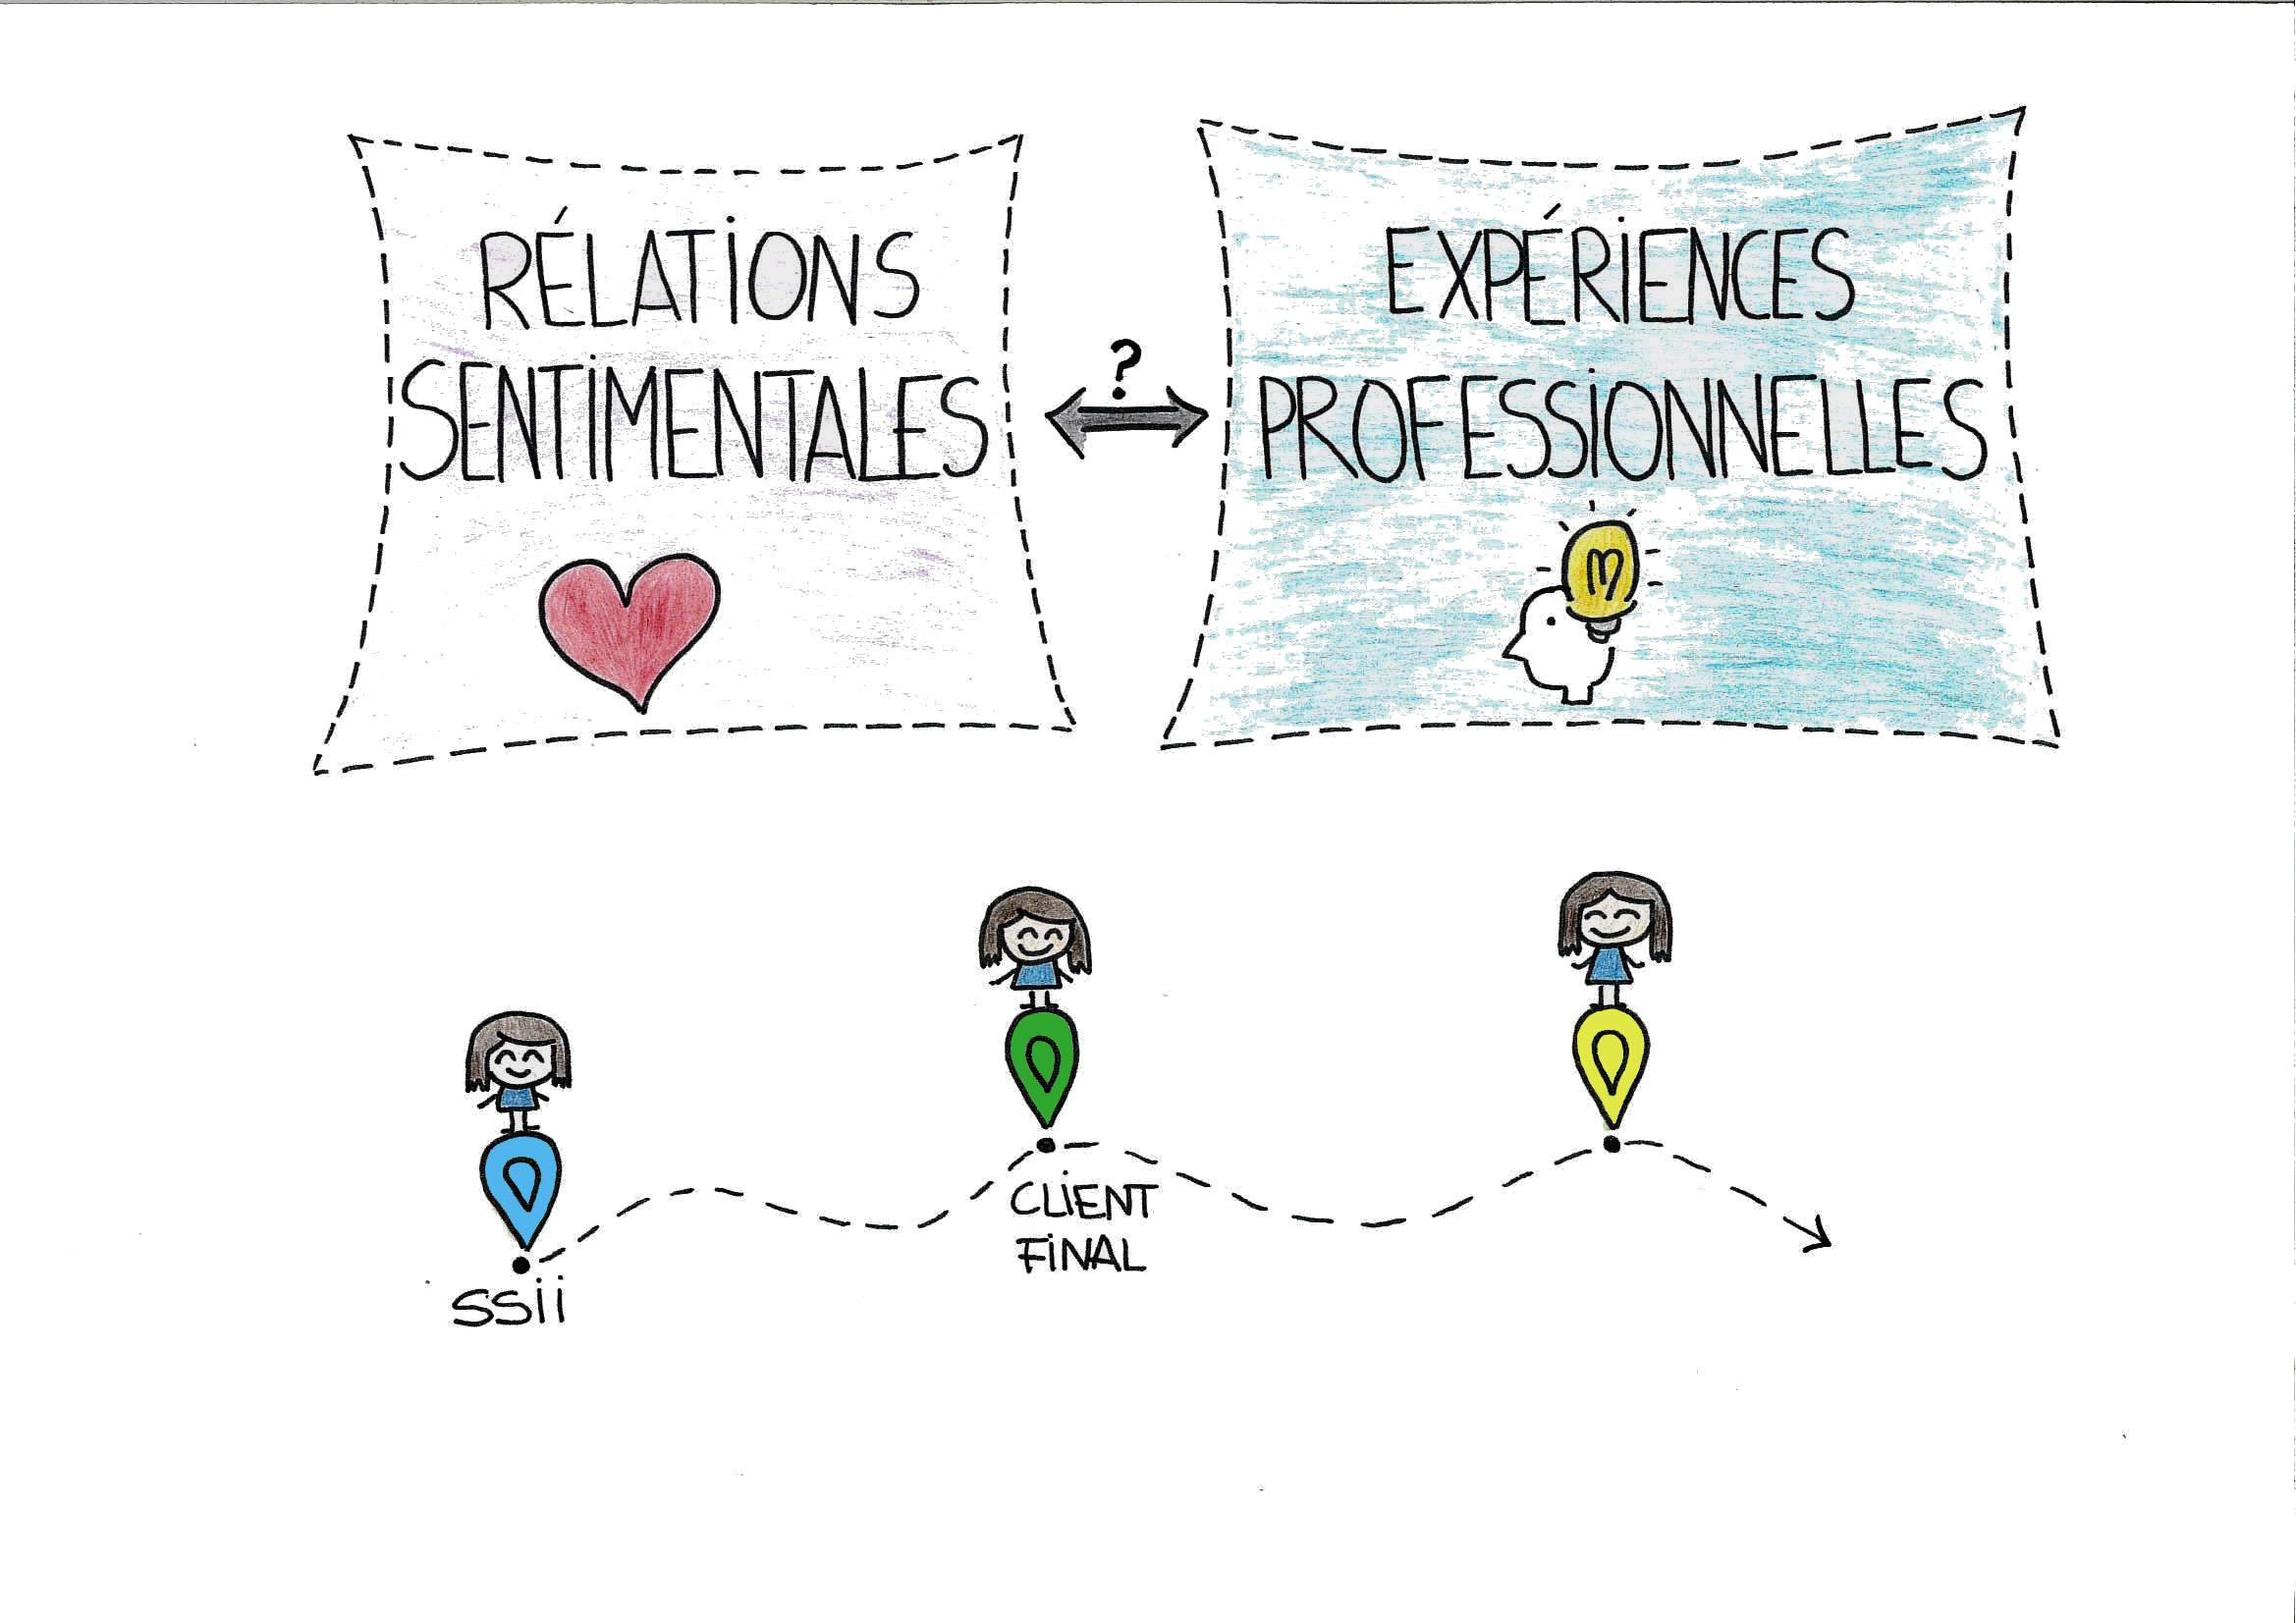 RÉLATIONS
SENTIMENTALES
?
EXPÉRIENCES
PROFESSIONNELLES
SSII
CLIENT
FINAL